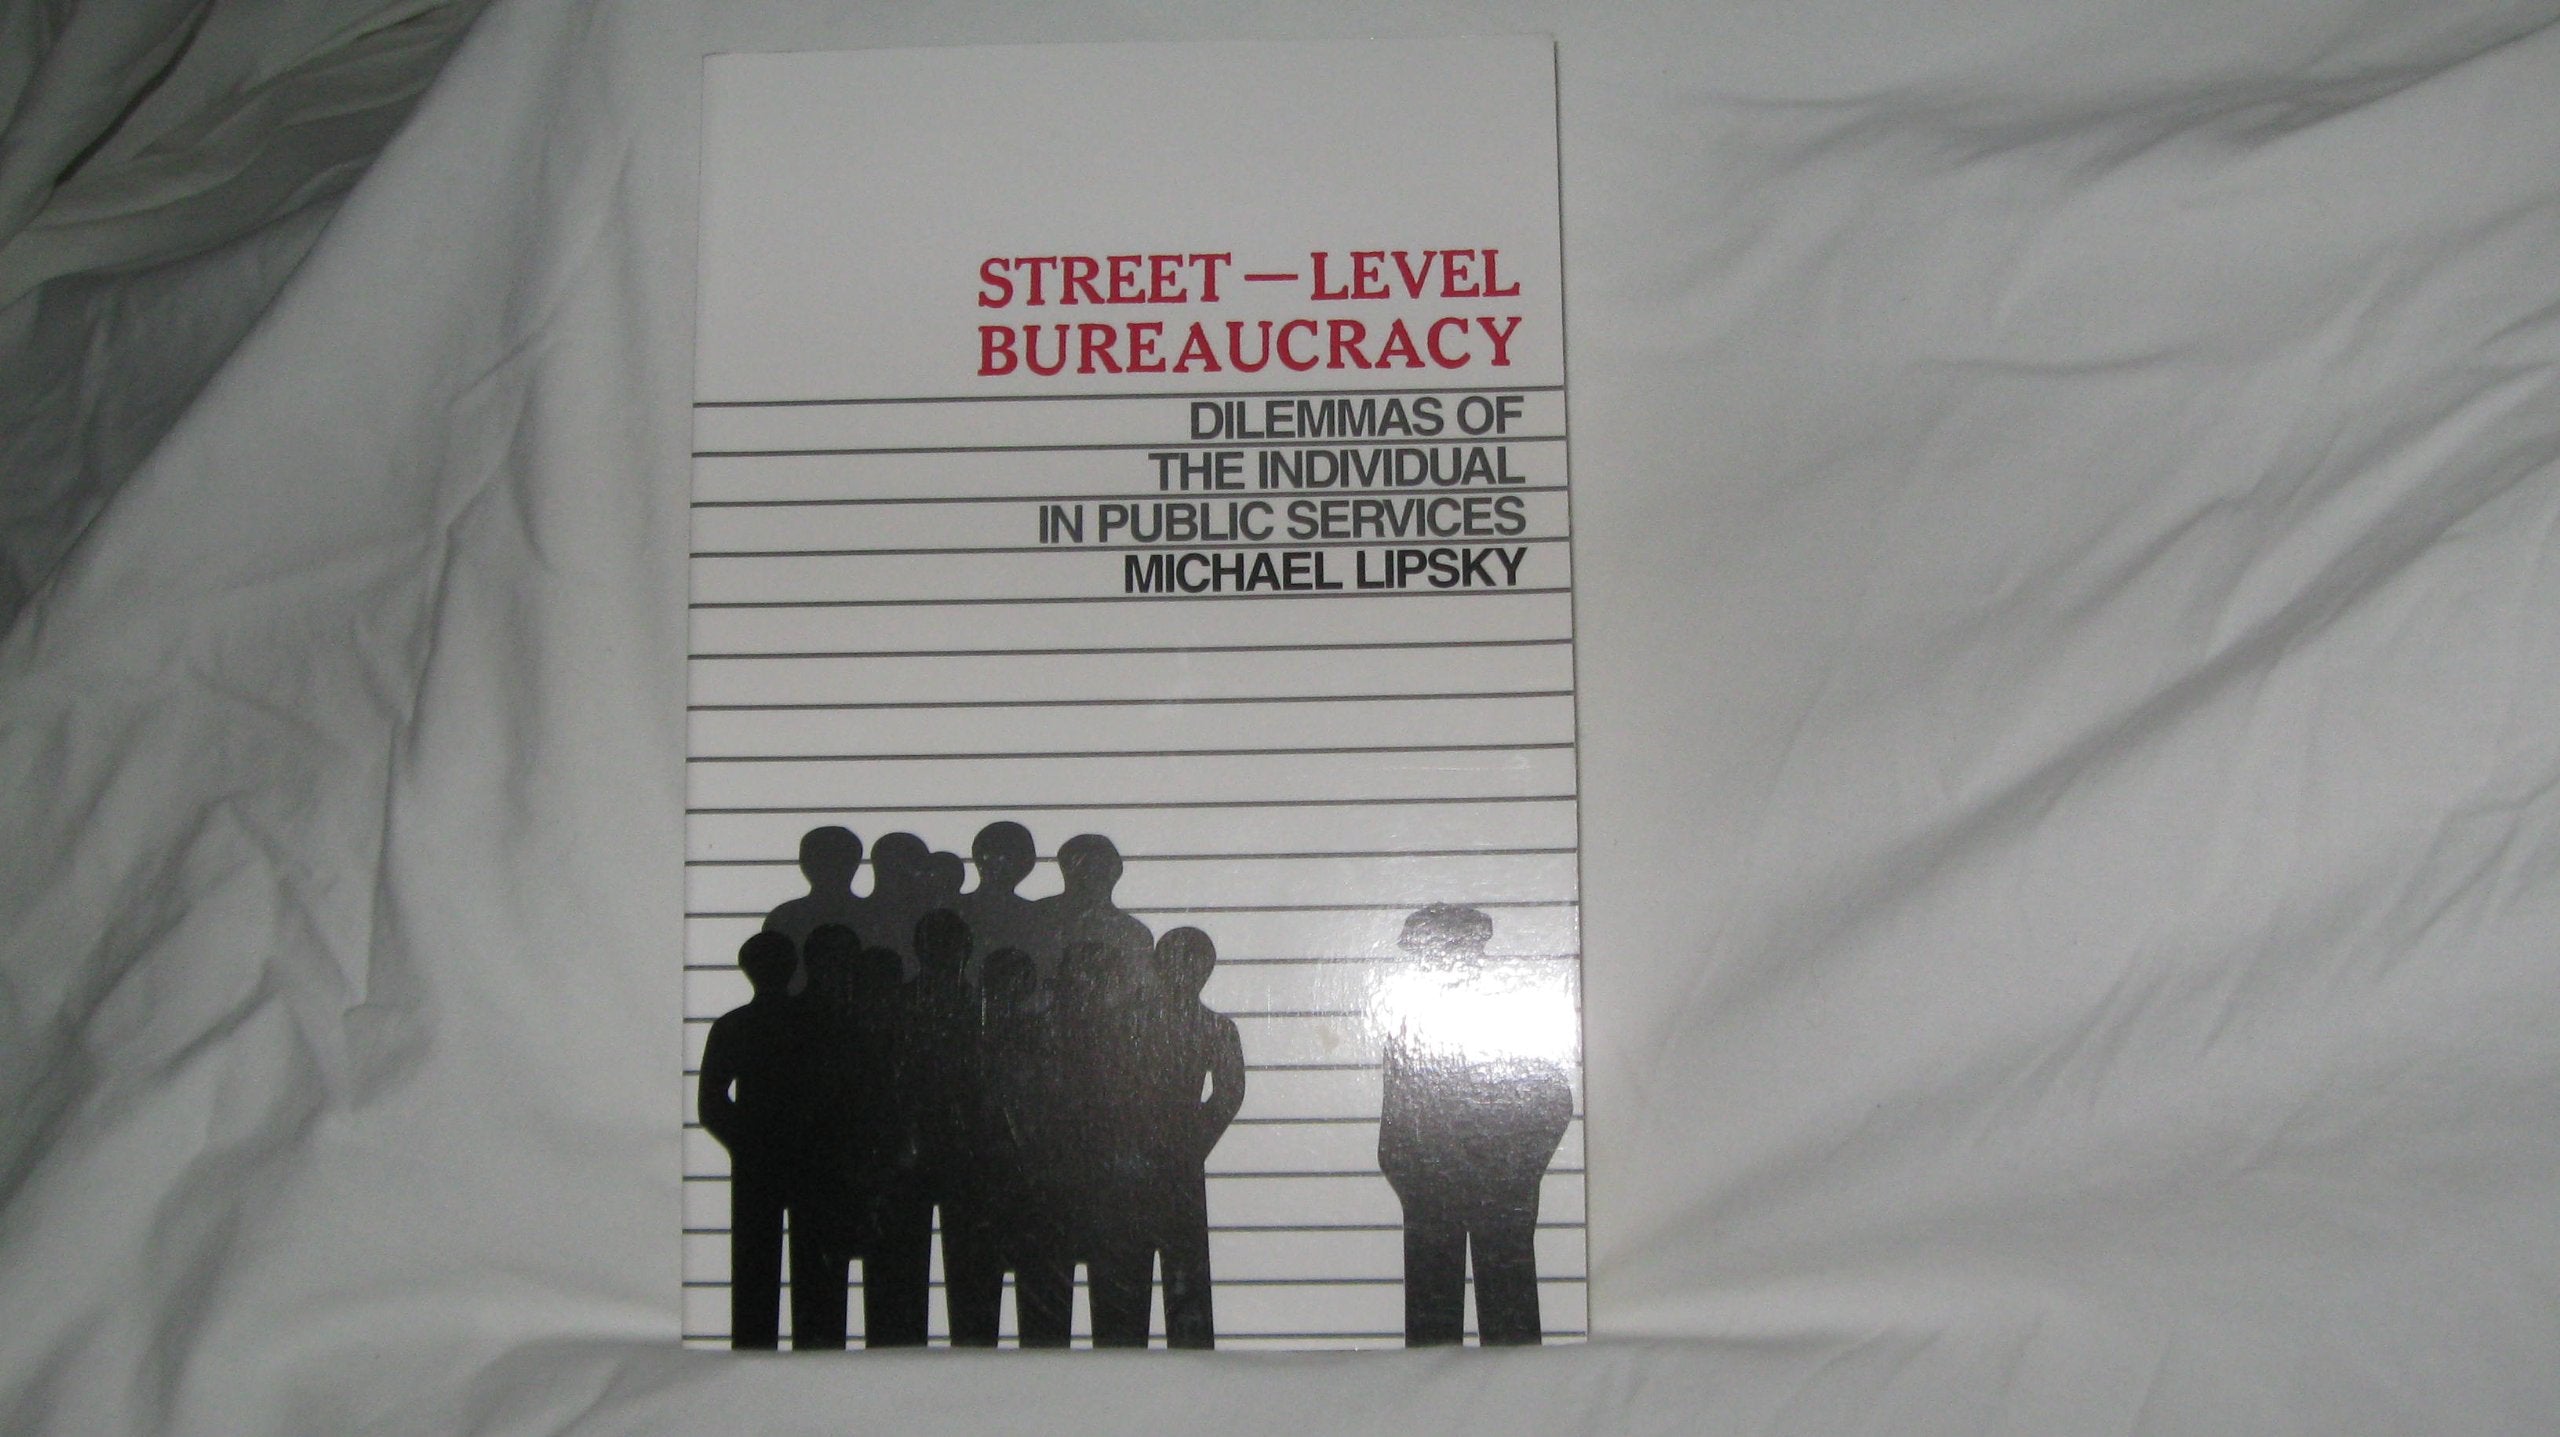 STREET—LEVEL
BUREAUCRACY
DILEMMAS OF
THE INDIVIDUAL
IN PUBLIC SERVICES
MICHAEL LIPSKY